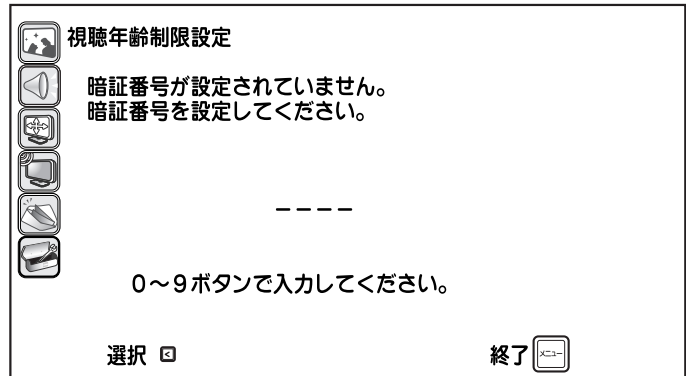 視聴年齢制限設定
暗証番号が設定されていません。
暗証番号を設定してください。
––––
0～9ボタンで入力してください。
選択 <
終了 メニュー